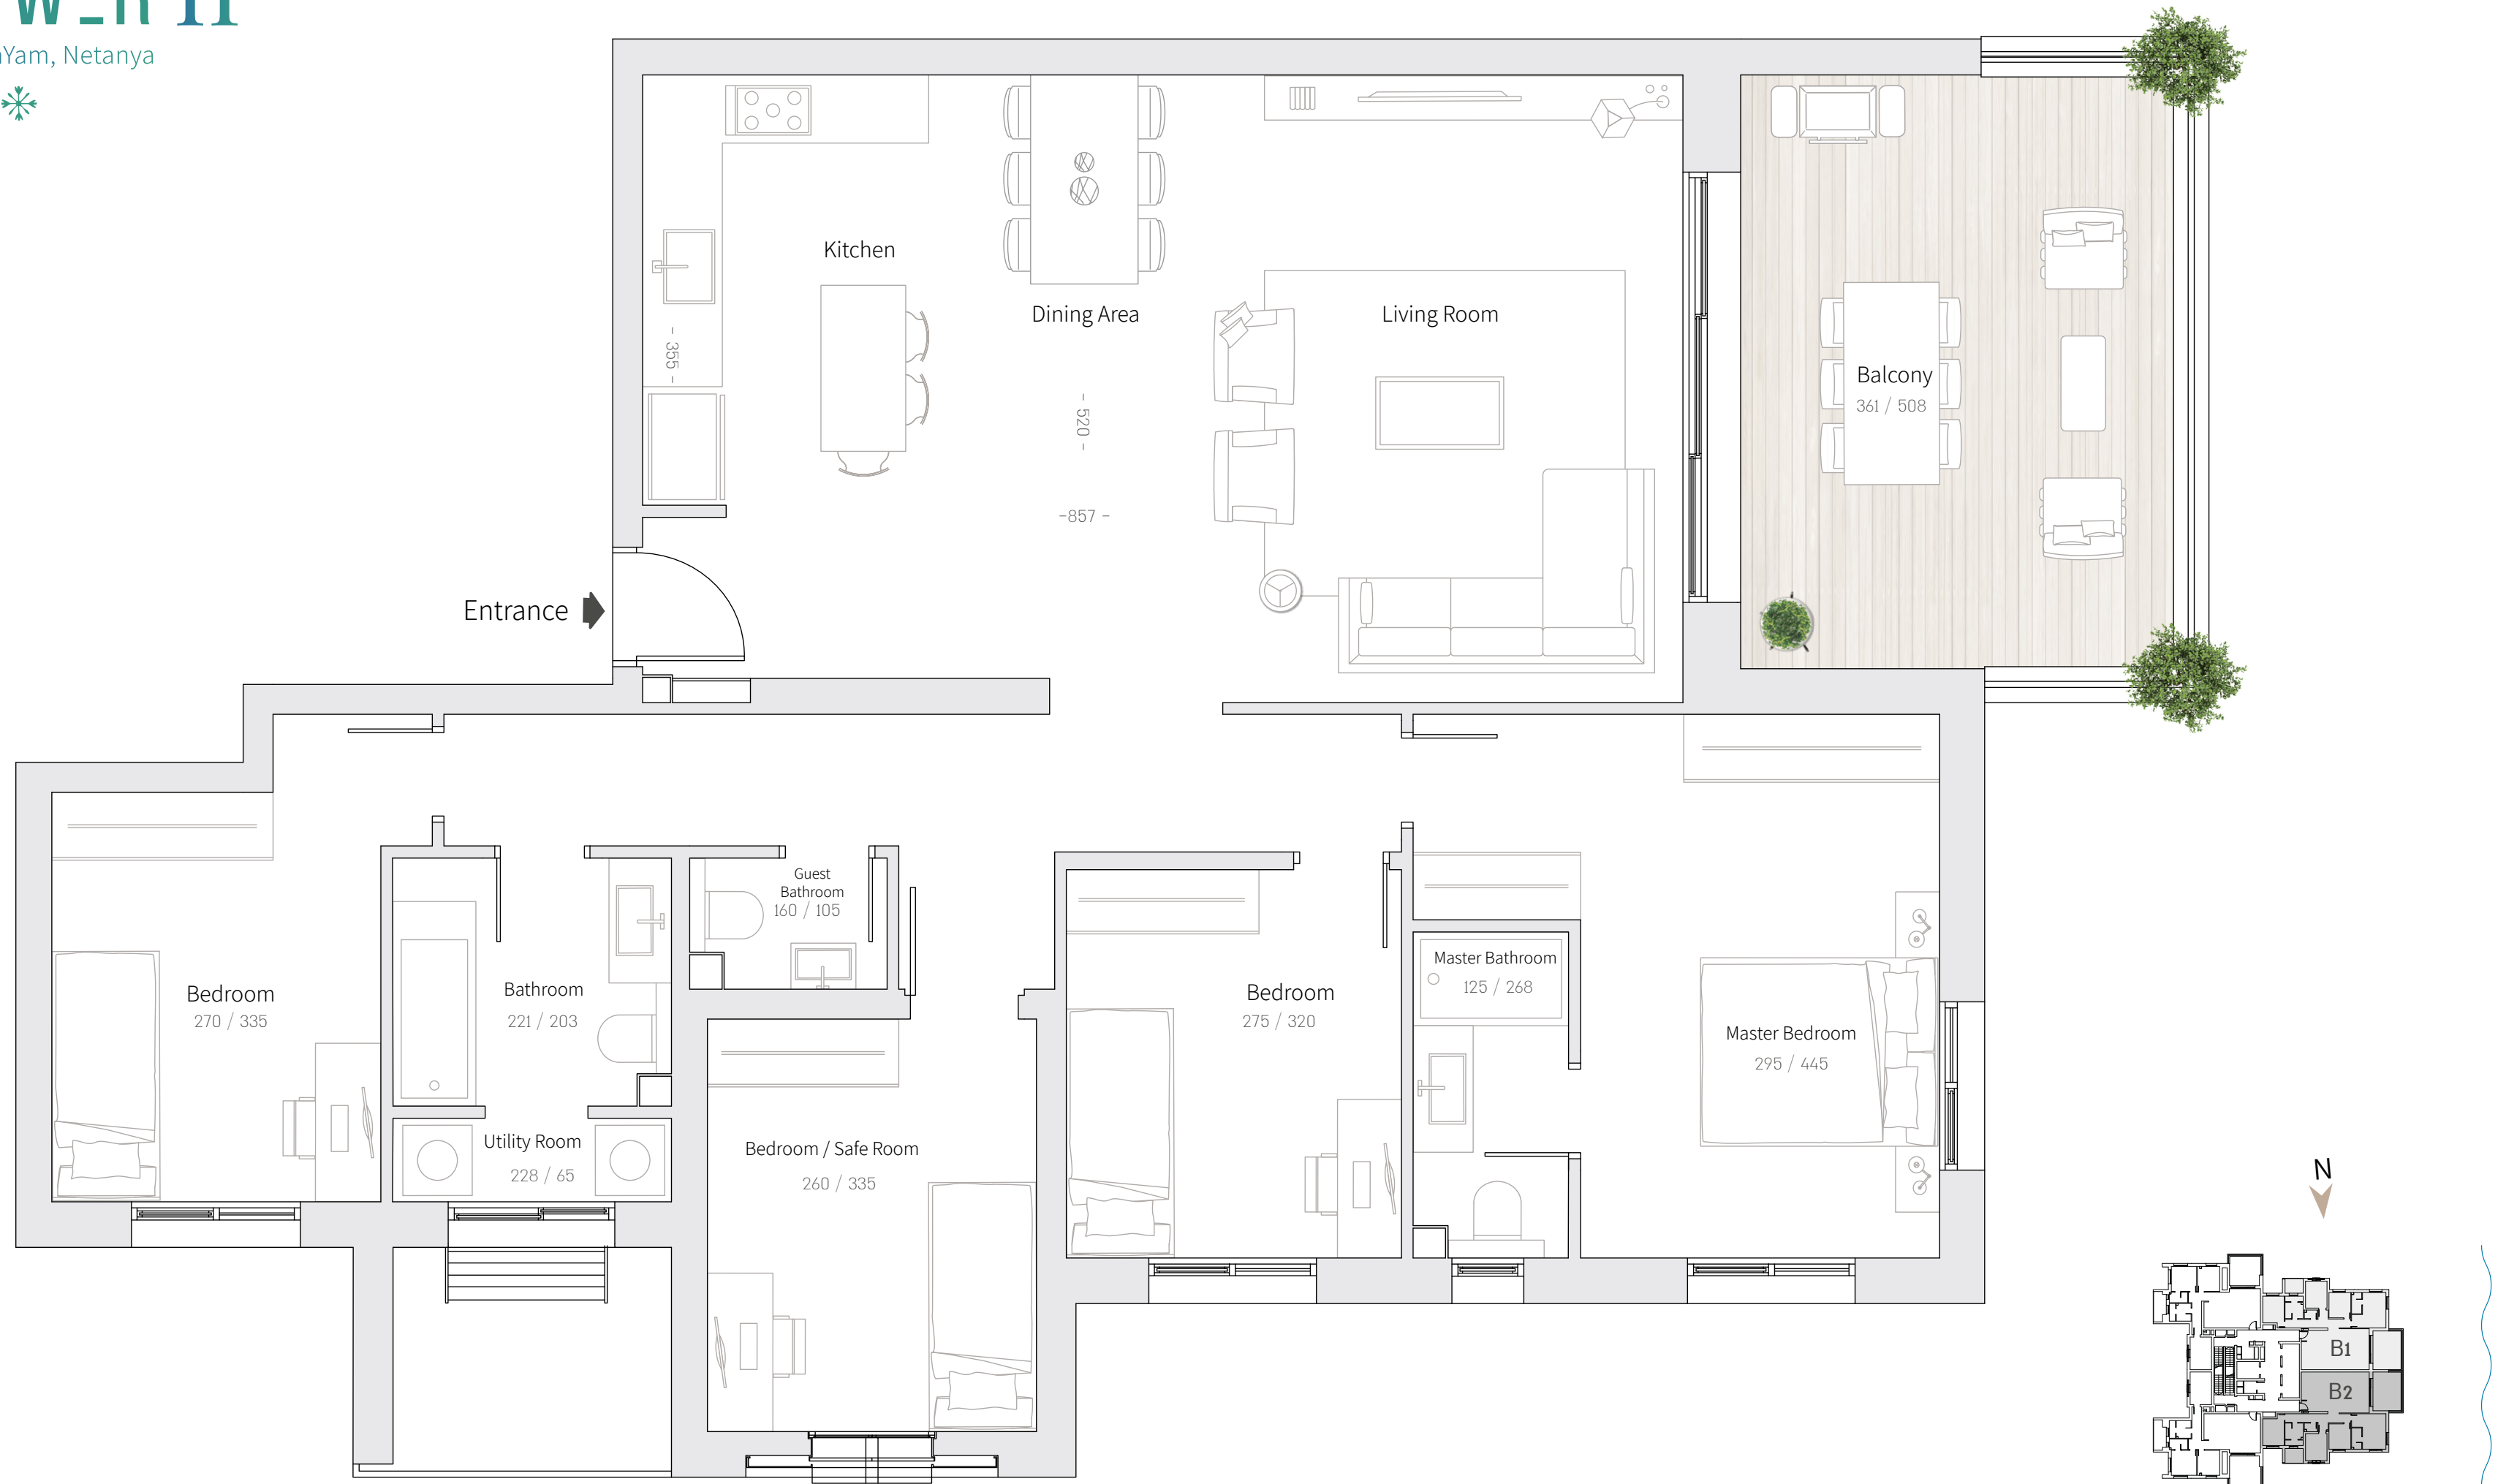 Yam, Netanya
Kitchen
Dining Area
Living Room
Balcony
361 / 508
- 355 -
- 520 -
-857 -
Entrance
Guest
Bathroom
160 / 105
Bedroom
270 / 335
Bathroom
221 / 203
Bedroom
275 / 320
Master Bathroom
125 / 268
Master Bedroom
295 / 445
Utility Room
228 / 65
Bedroom / Safe Room
260 / 335
N
B1
B2